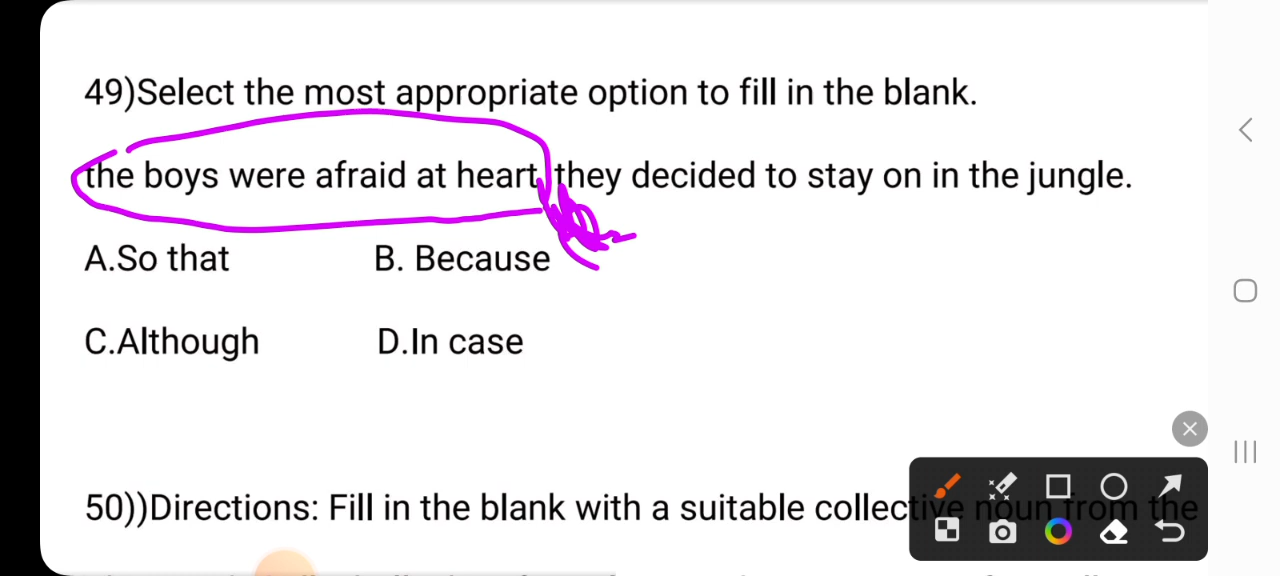 49)Select the most appropriate option to fill in the blank.
the boys were afraid at heart, they decided to stay on in the jungle.
A.So that B. Because
C.Although D.In case
50))Directions: Fill in the blank with a suitable collective noun from the